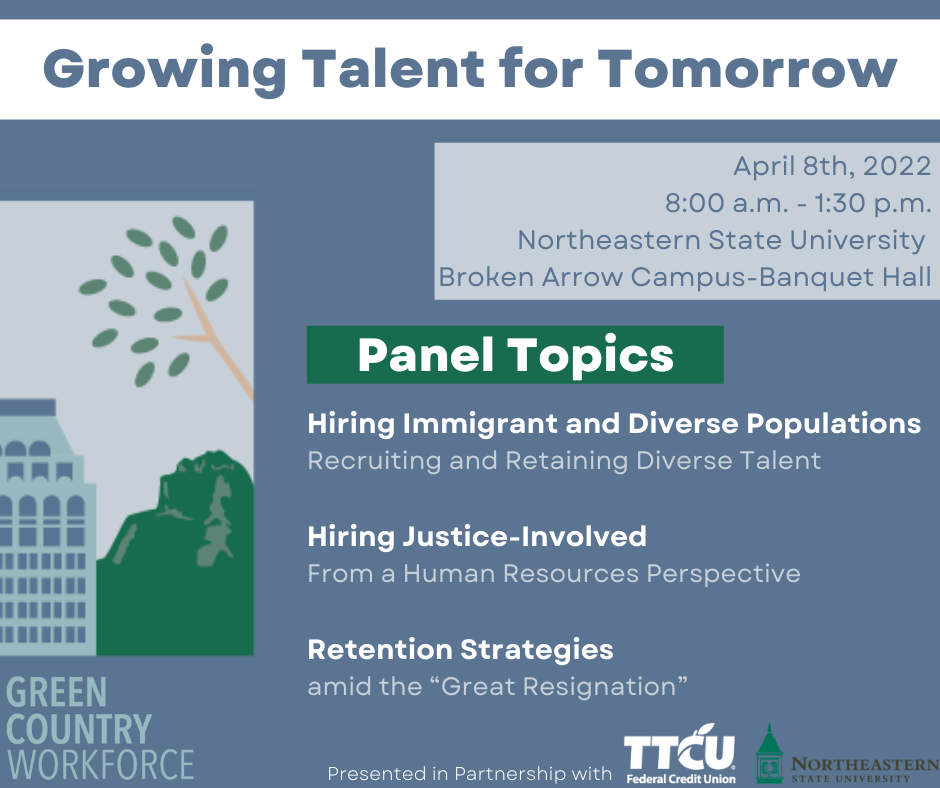 Growing Talent for Tomorrow
April 8th, 2022
8:00 a.m. - 1:30 p.m.
Northeastern State University
Broken Arrow Campus-Banquet Hall
Panel Topics
Hiring Immigrant and Diverse Populations
Recruiting and Retaining Diverse Talent
Hiring Justice-Involved
From a Human Resources Perspective
Retention Strategies
amid the “Great Resignation”
GREEN
COUNTRY
WORKFORCE
Presented in Partnership with
TTCU
Federal Credit Union
NORTHEASTERN
STATE UNIVERSITY